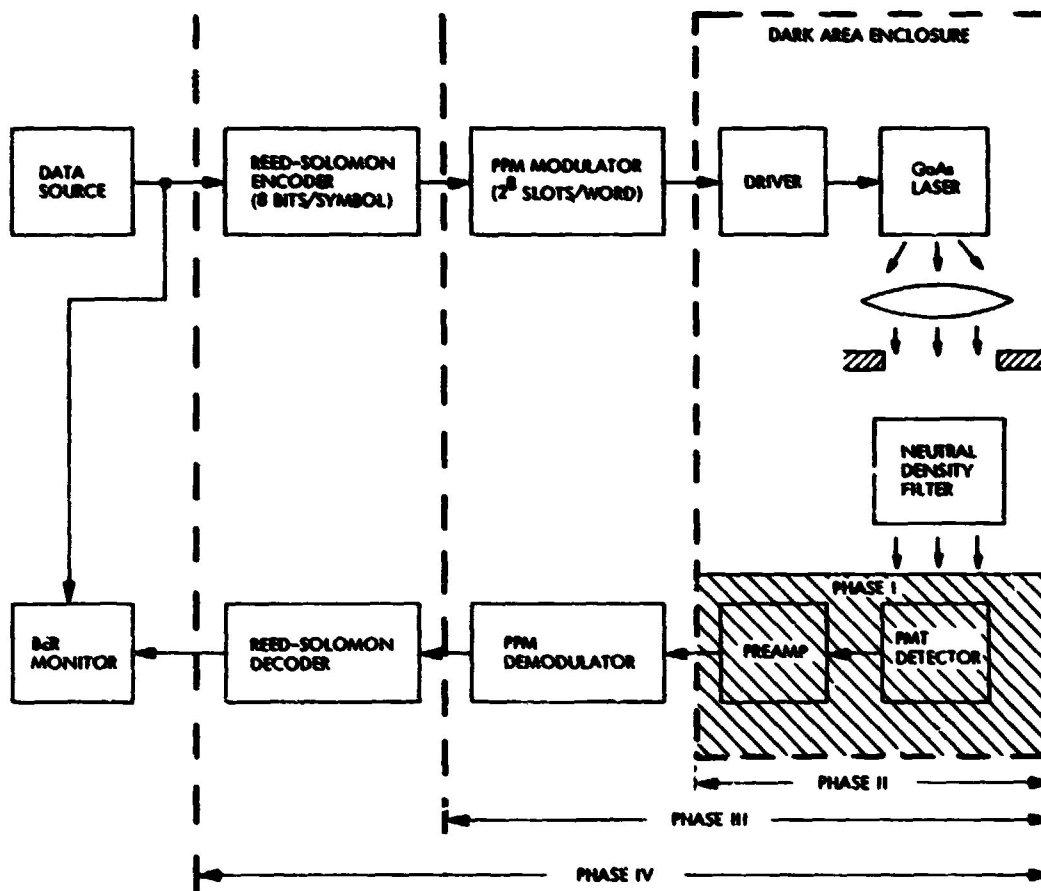 DARK AREA ENCLOSURE
DATA
SOURCE
REED-SOLOMON
ENCODER
(8 BITS/SYMBOL)
PPM MODULATOR
(2⁸ SLOTS/WORD)
DRIVER
GaAs
LASER
NEUTRAL
DENSITY
FILTER
PHASE I
BER
MONITOR
REED-SOLOMON
DECODER
PPM
DEMODULATOR
PREAMP
PMT
DETECTOR
PHASE II
PHASE III
PHASE IV